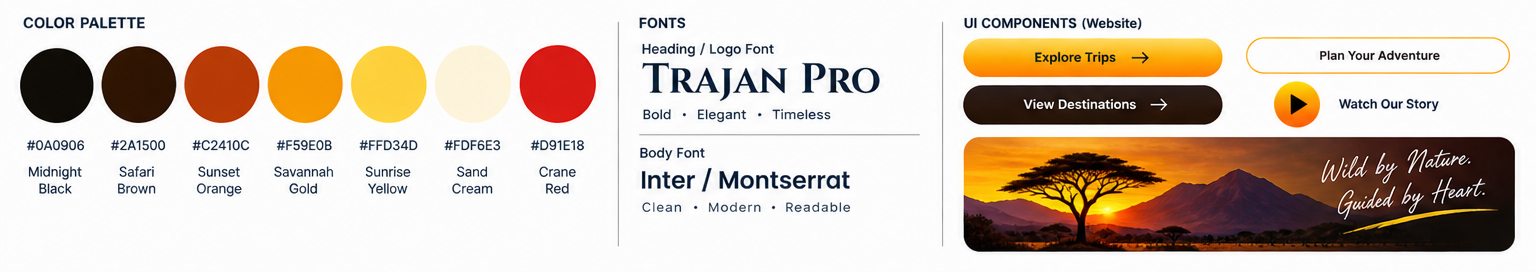 COLOR PALETTE
#0A0906
Midnight
Black
#2A1500
Safari
Brown
#C2410C
Sunset
Orange
#F59E0B
Savannah
Gold
#FFD34D
Sunrise
Yellow
#FDF6E3
Sand
Cream
#D91E18
Crane
Red
FONTS
Heading / Logo Font
TRAJAN PRO
Bold • Elegant • Timeless
Body Font
Inter / Montserrat
Clean • Modern • Readable
UI COMPONENTS (Website)
Explore Trips →
Plan Your Adventure
View Destinations →
Watch Our Story
Wild by Nature.
Guided by Heart.